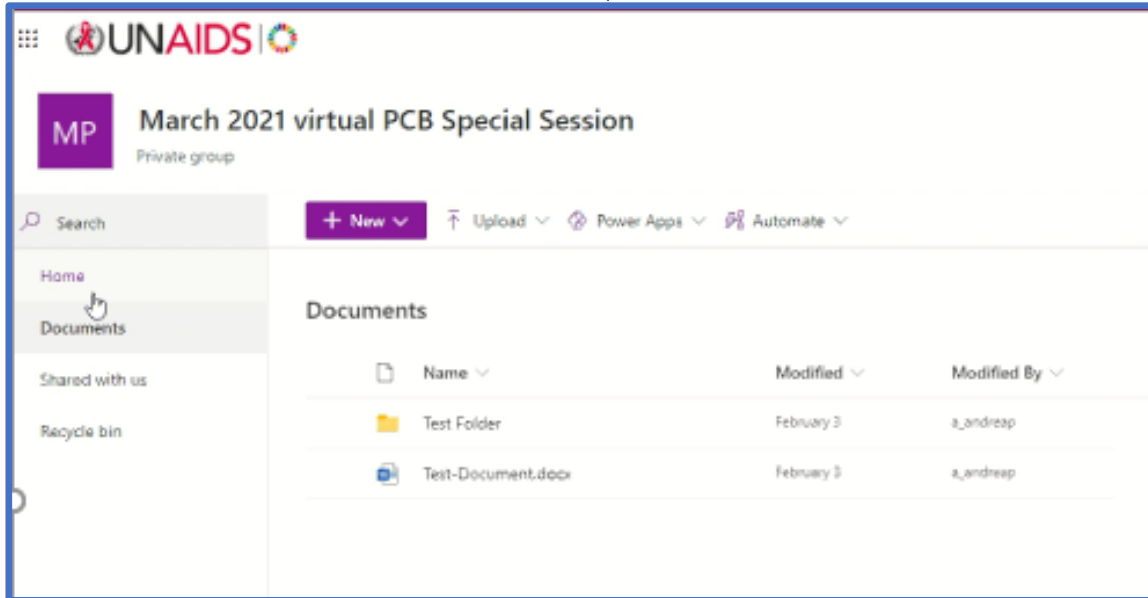 UNAIDS
MP
March 2021 virtual PCB Special Session
Private group
Search
+ New Upload Power Apps Automate
Home
Documents
Shared with us
Recycle bin
Documents
Name Modified Modified By
Test Folder February 3 a_andreap
Test-Document.docx February 3 a_andreap